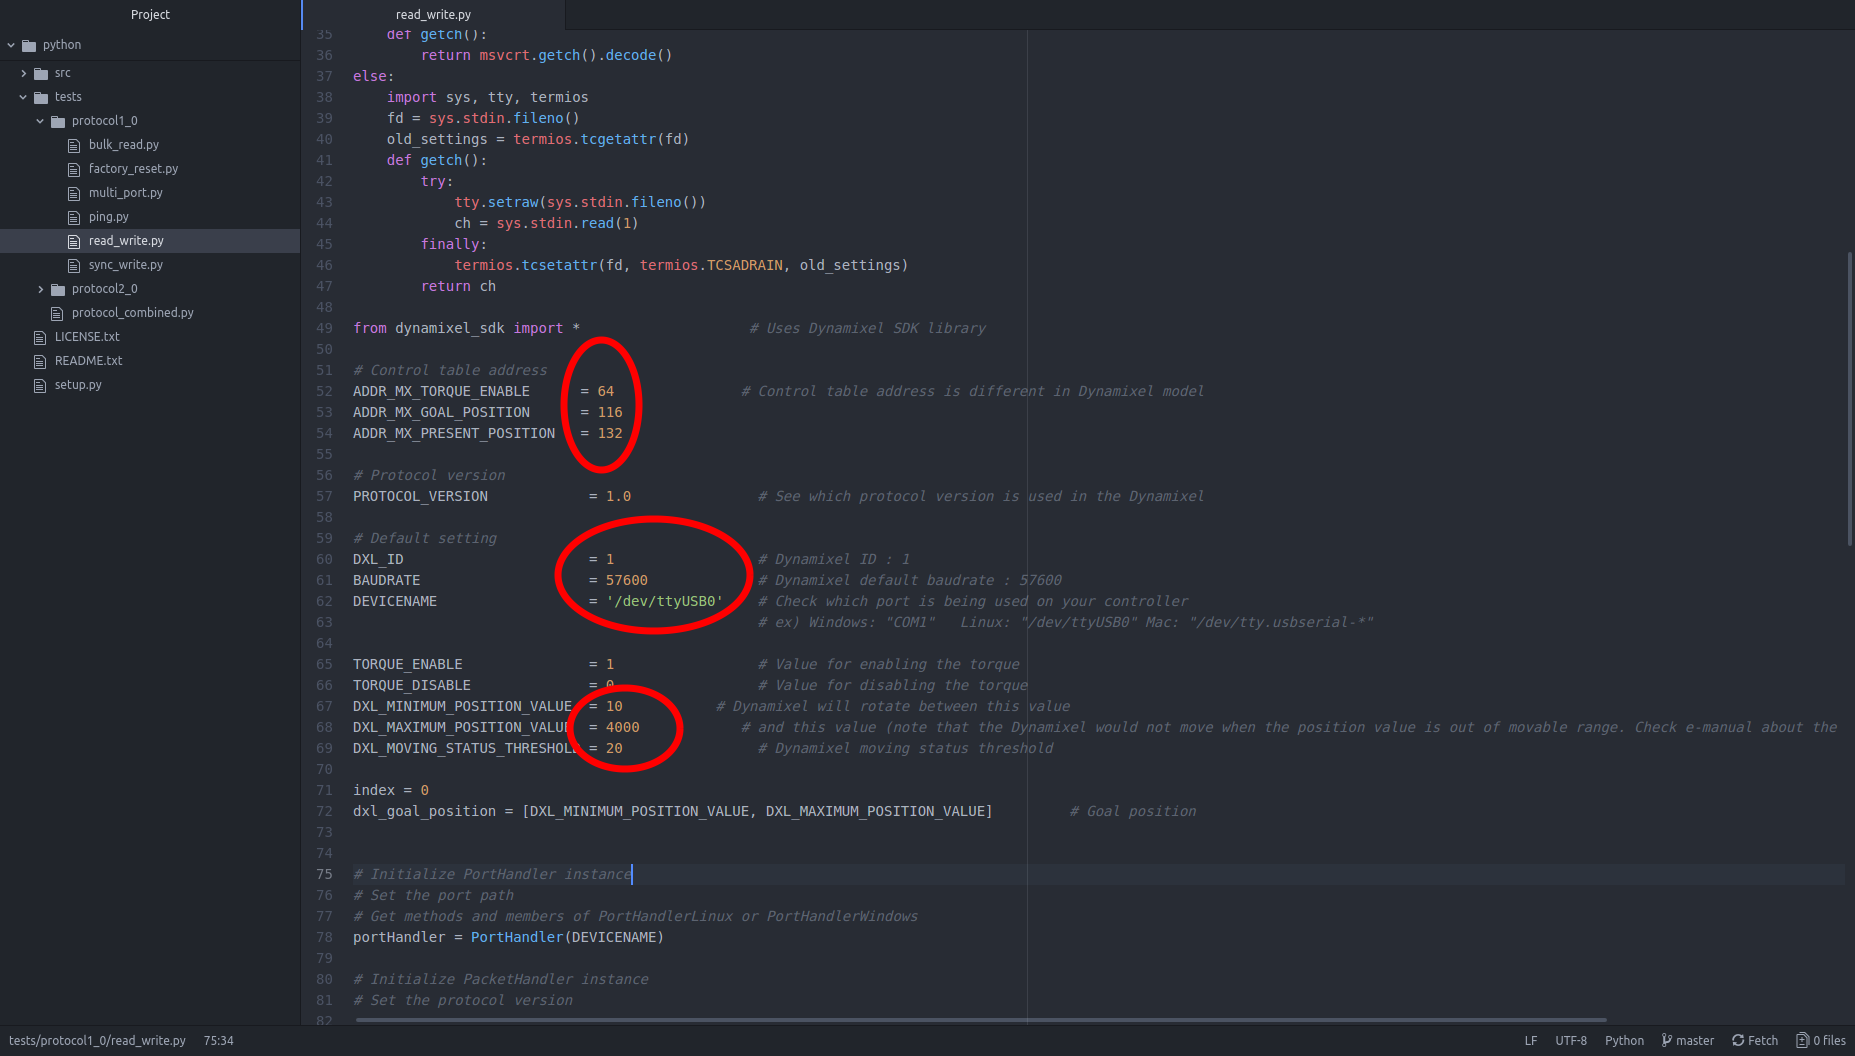 Project
read_write.py
python
src
tests
protocol1_0
bulk_read.py
factory_reset.py
multi_port.py
ping.py
read_write.py
sync_write.py
protocol2_0
protocol_combined.py
LICENSE.txt
README.txt
setup.py
35     def getch():
36         return msvcrt.getch().decode()
37 else:
38     import sys, tty, termios
39     fd = sys.stdin.fileno()
40     old_settings = termios.tcgetattr(fd)
41     def getch():
42         try:
43             tty.setraw(sys.stdin.fileno())
44             ch = sys.stdin.read(1)
45         finally:
46             termios.tcsetattr(fd, termios.TCSADRAIN, old_settings)
47         return ch
48
49 from dynamixel_sdk import *                    # Uses Dynamixel SDK library
50
51 # Control table address
52 ADDR_MX_TORQUE_ENABLE      = 64               # Control table address is different in Dynamixel model
53 ADDR_MX_GOAL_POSITION      = 116
54 ADDR_MX_PRESENT_POSITION   = 132
55
56 # Protocol version
57 PROTOCOL_VERSION            = 1.0               # See which protocol version is used in the Dynamixel
58
59 # Default setting
60 DXL_ID                      = 1                 # Dynamixel ID : 1
61 BAUDRATE                    = 57600             # Dynamixel default baudrate : 57600
62 DEVICENAME                  = '/dev/ttyUSB0'    # Check which port is being used on your controller
63                                                 # ex) Windows: "COM1"   Linux: "/dev/ttyUSB0" Mac: "/dev/tty.usbserial-*"
64
65 TORQUE_ENABLE               = 1                 # Value for enabling the torque
66 TORQUE_DISABLE              = 0                 # Value for disabling the torque
67 DXL_MINIMUM_POSITION_VALUE  = 10           # Dynamixel will rotate between this value
68 DXL_MAXIMUM_POSITION_VALUE  = 4000            # and this value (note that the Dynamixel would not move when the position value is out of movable range. Check e-manual about the
69 DXL_MOVING_STATUS_THRESHOLD = 20                # Dynamixel moving status threshold
70
71 index = 0
72 dxl_goal_position = [DXL_MINIMUM_POSITION_VALUE, DXL_MAXIMUM_POSITION_VALUE]         # Goal position
73
74
75 # Initialize PortHandler instance
76 # Set the port path
77 # Get methods and members of PortHandlerLinux or PortHandlerWindows
78 portHandler = PortHandler(DEVICENAME)
79
80 # Initialize PacketHandler instance
81 # Set the protocol version
82
tests/protocol1_0/read_write.py 75:34 LF UTF-8 Python master Fetch 0 files